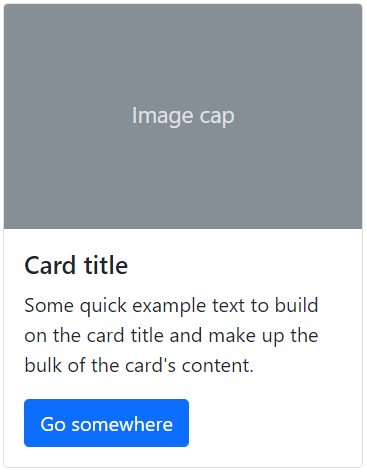 Image cap
Card title
Some quick example text to build
on the card title and make up the
bulk of the card's content.
Go somewhere